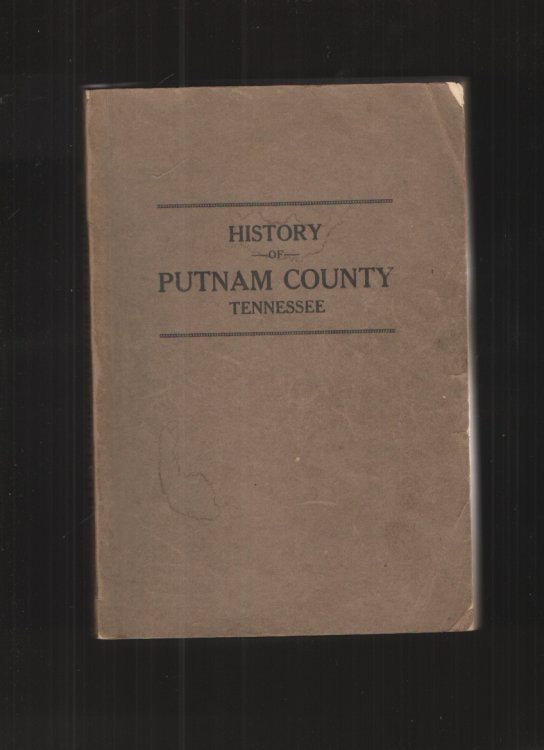 HISTORY
—OF—
PUTNAM COUNTY
TENNESSEE